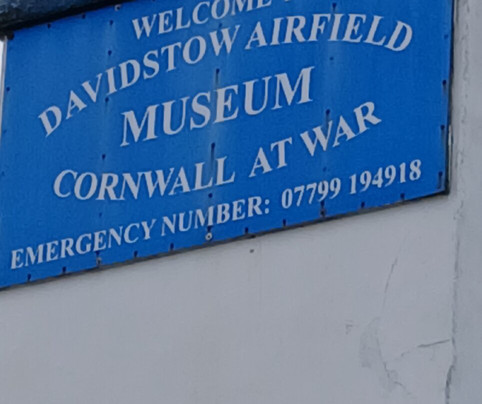 WELCOME
DAVIDSTOW AIRFIELD
MUSEUM
CORNWALL AT WAR
EMERGENCY NUMBER: 07799 194918